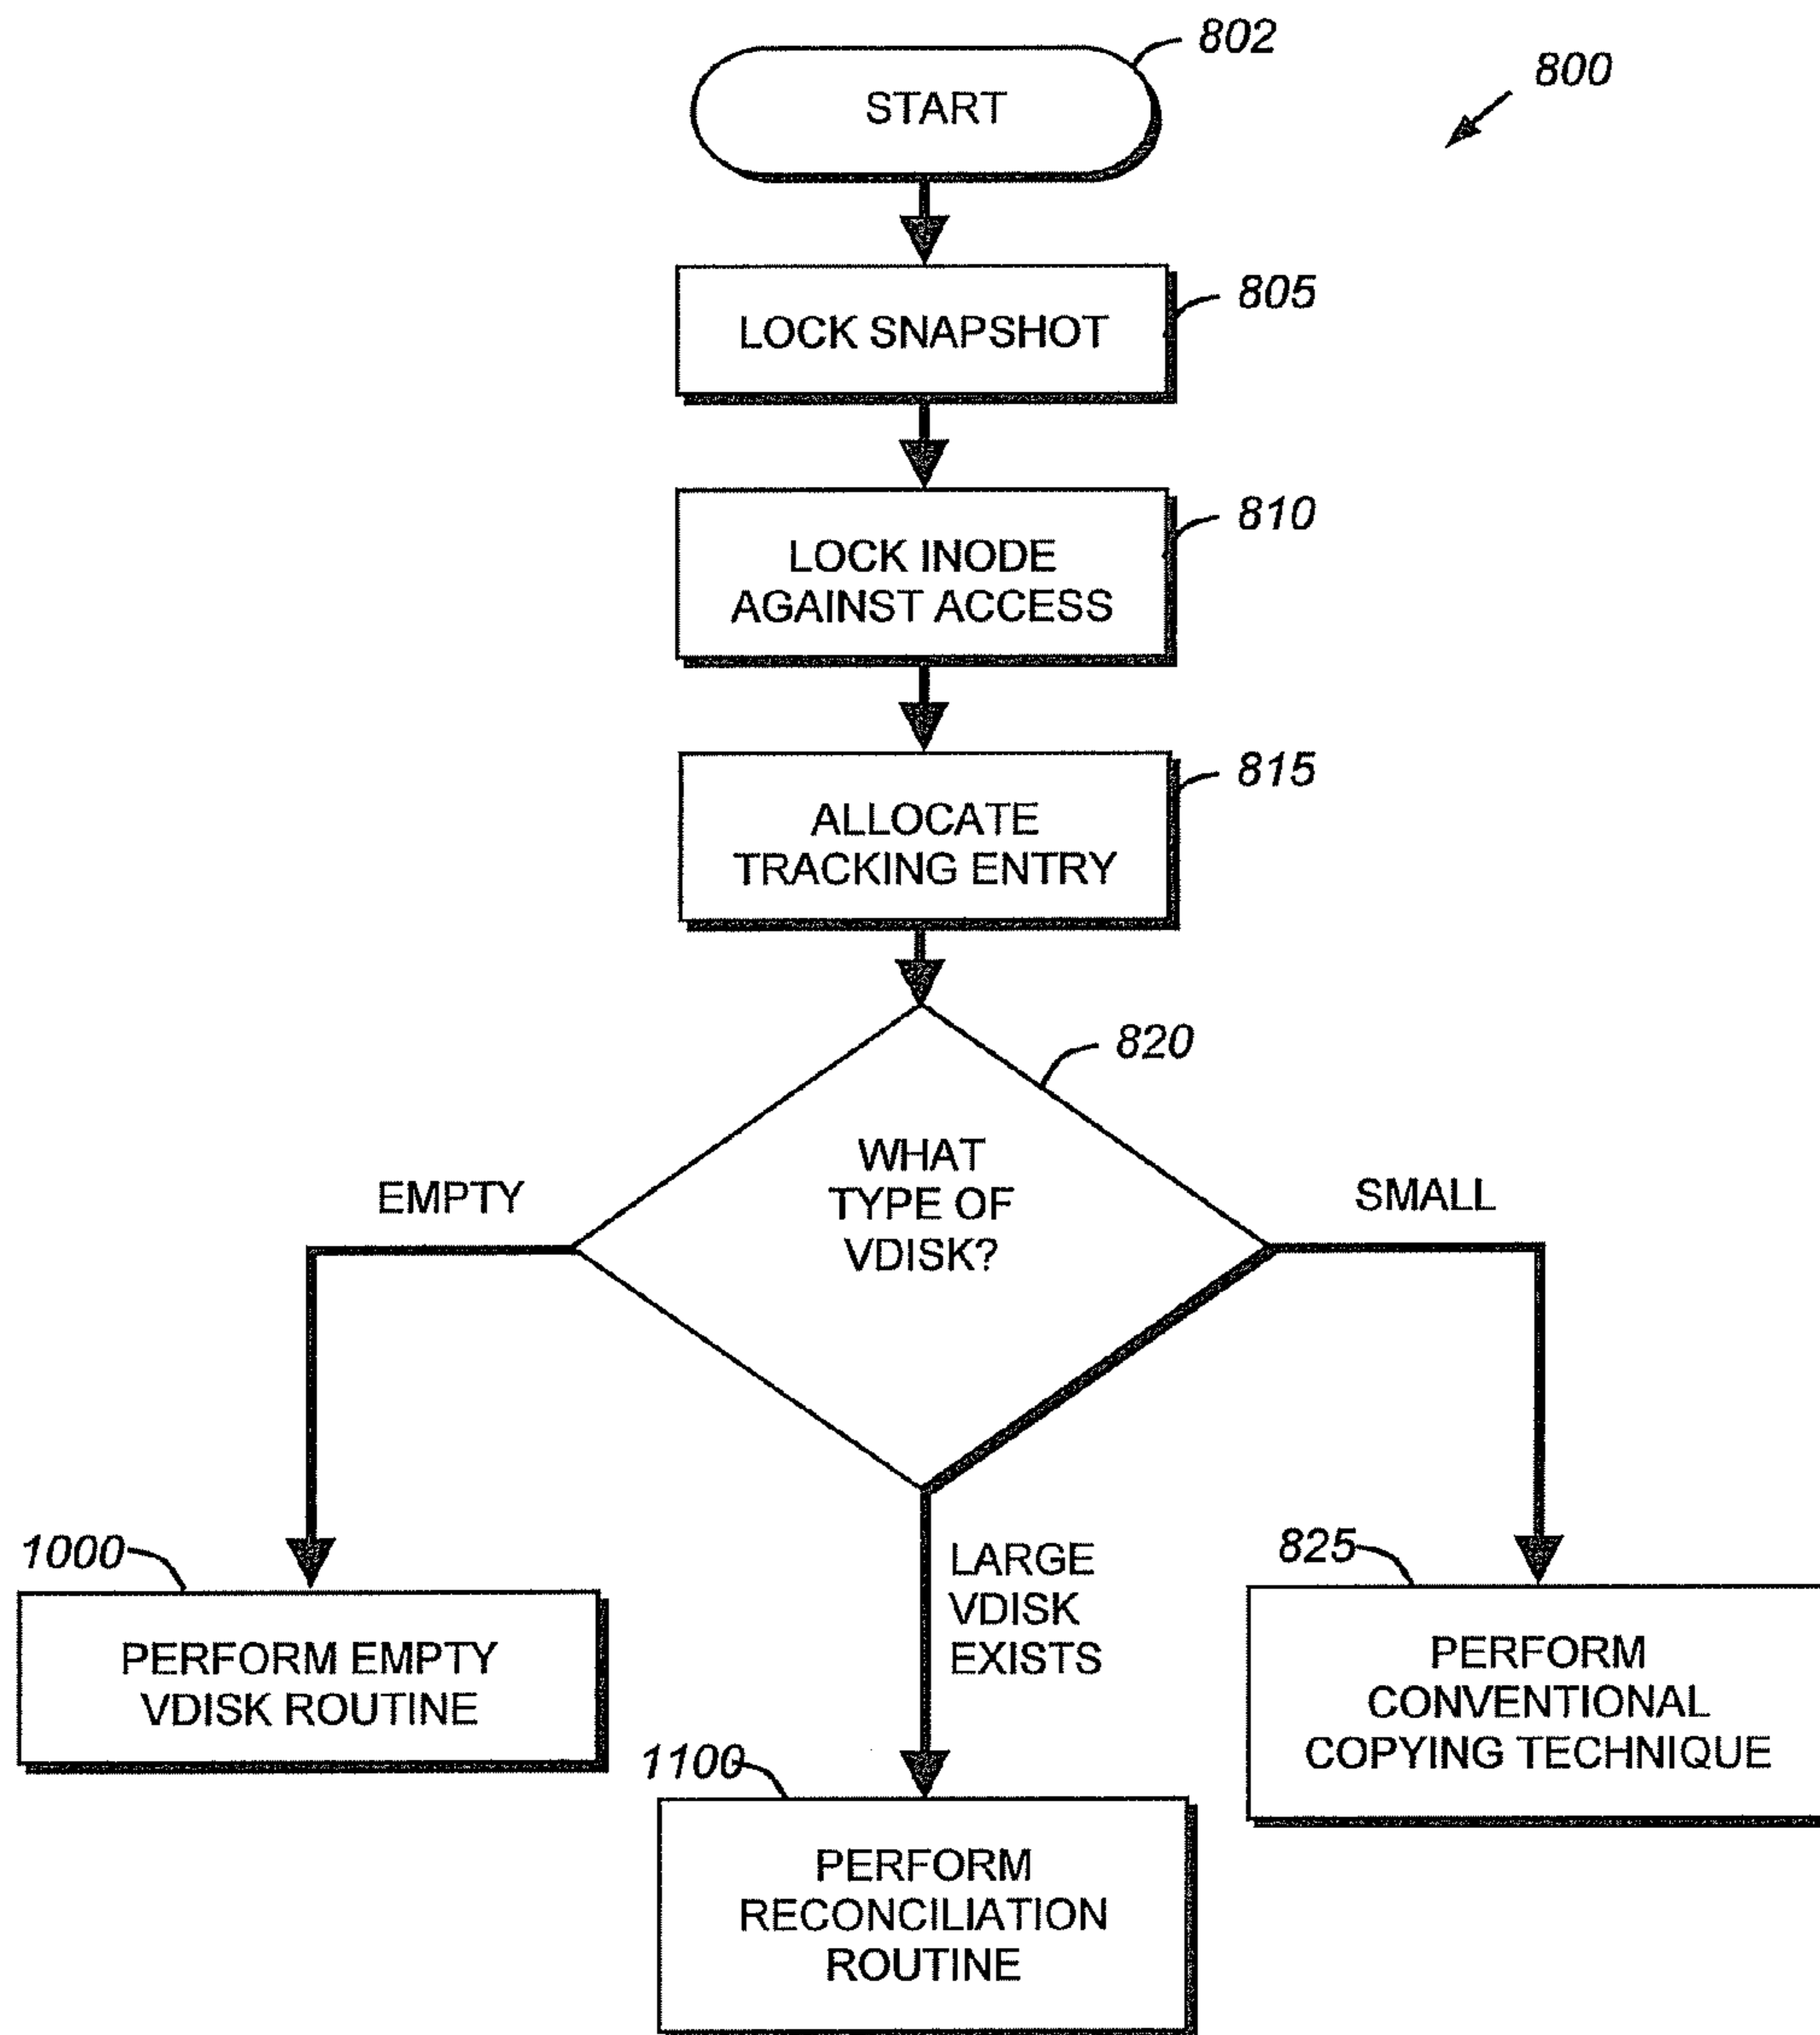 802
START
800
805
LOCK SNAPSHOT
810
LOCK INODE
AGAINST ACCESS
815
ALLOCATE
TRACKING ENTRY
820
WHAT
TYPE OF
VDISK?
EMPTY
SMALL
LARGE
VDISK
EXISTS
1000
PERFORM EMPTY
VDISK ROUTINE
1100
PERFORM
RECONCILIATION
ROUTINE
825
PERFORM
CONVENTIONAL
COPYING TECHNIQUE